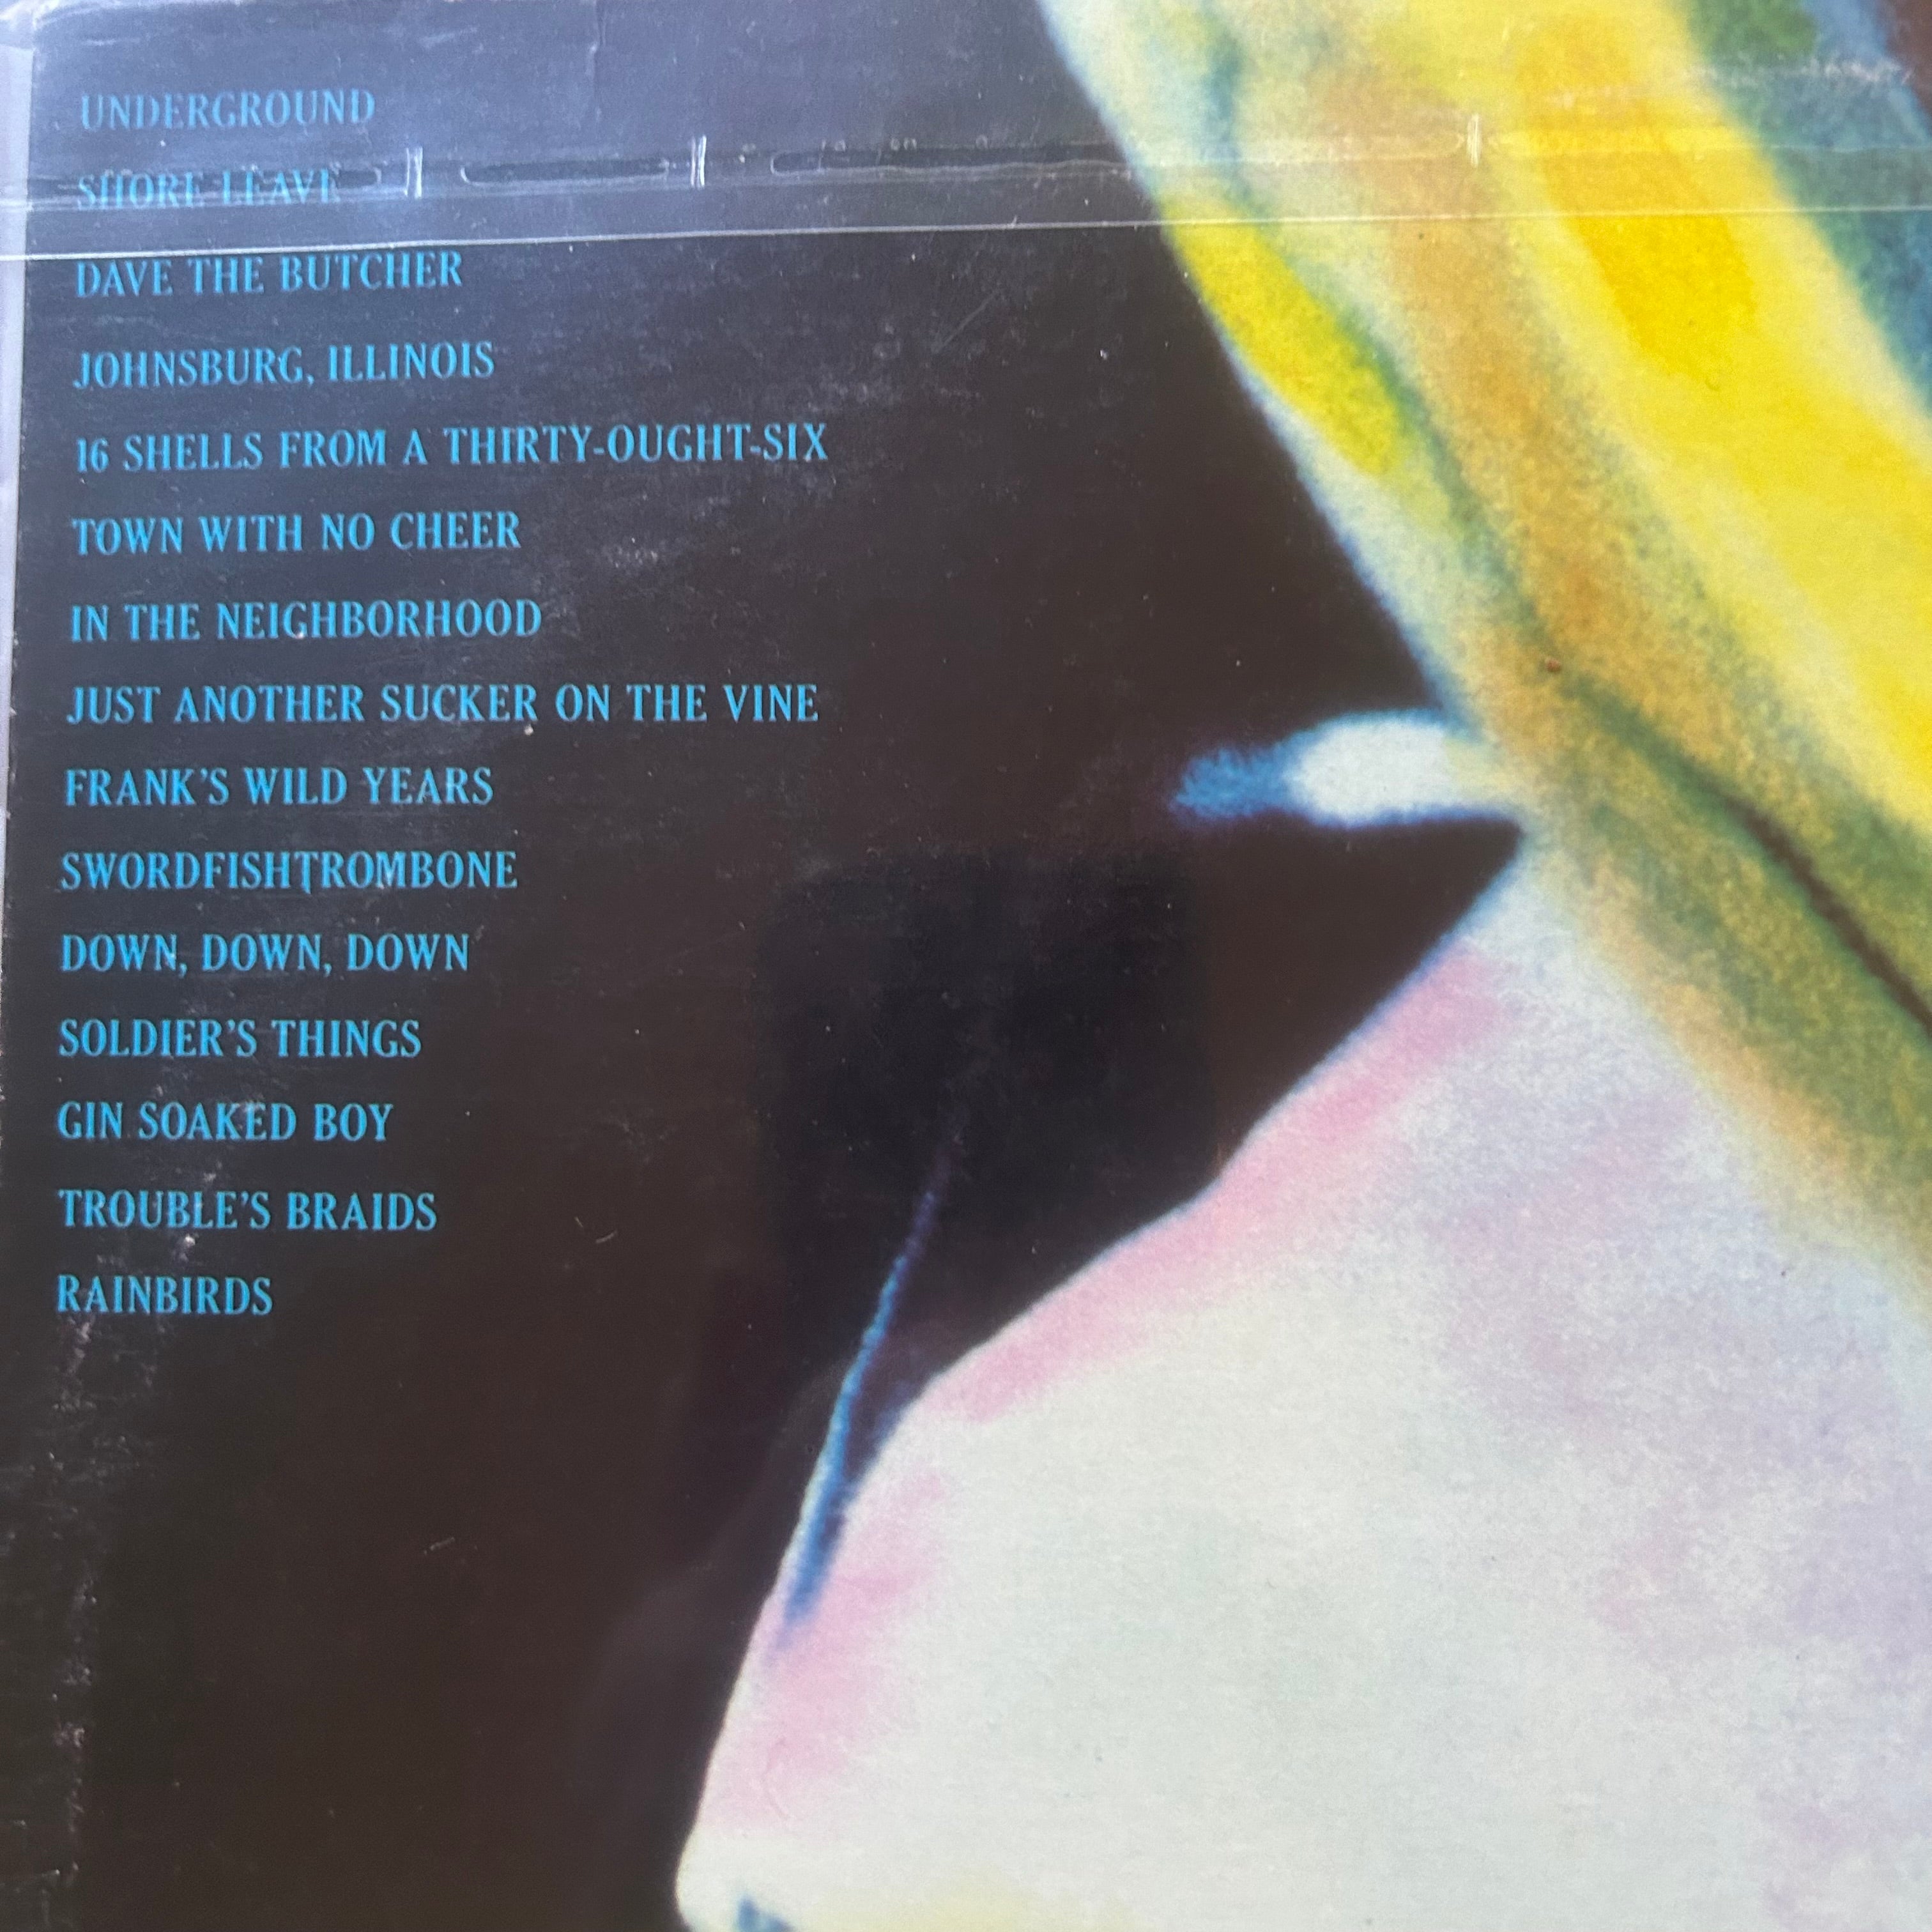 UNDERGROUND
SHORE LEAVE
DAVE THE BUTCHER
JOHNSBURG, ILLINOIS
16 SHELLS FROM A THIRTY-OUGHT-SIX
TOWN WITH NO CHEER
IN THE NEIGHBORHOOD
JUST ANOTHER SUCKER ON THE VINE
FRANK'S WILD YEARS
SWORDFISHTROMBONE
DOWN, DOWN, DOWN
SOLDIER'S THINGS
GIN SOAKED BOY
TROUBLE'S BRAIDS
RAINBIRDS